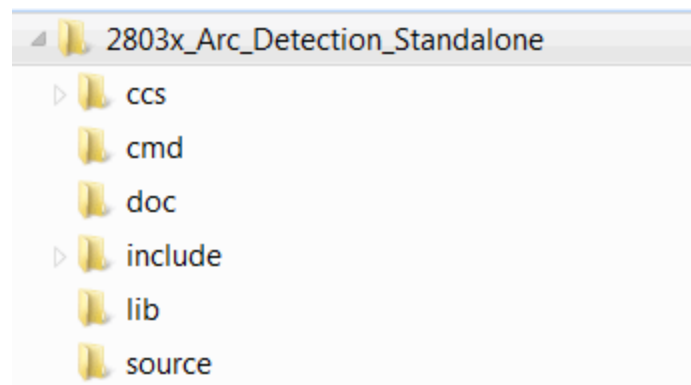 2803x_Arc_Detection_Standalone
ccs
cmd
doc
include
lib
source